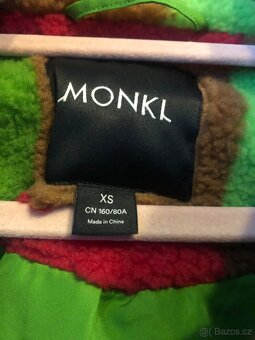 MONKI
XS
CN 160/80A
Made in China
Bazos.cz